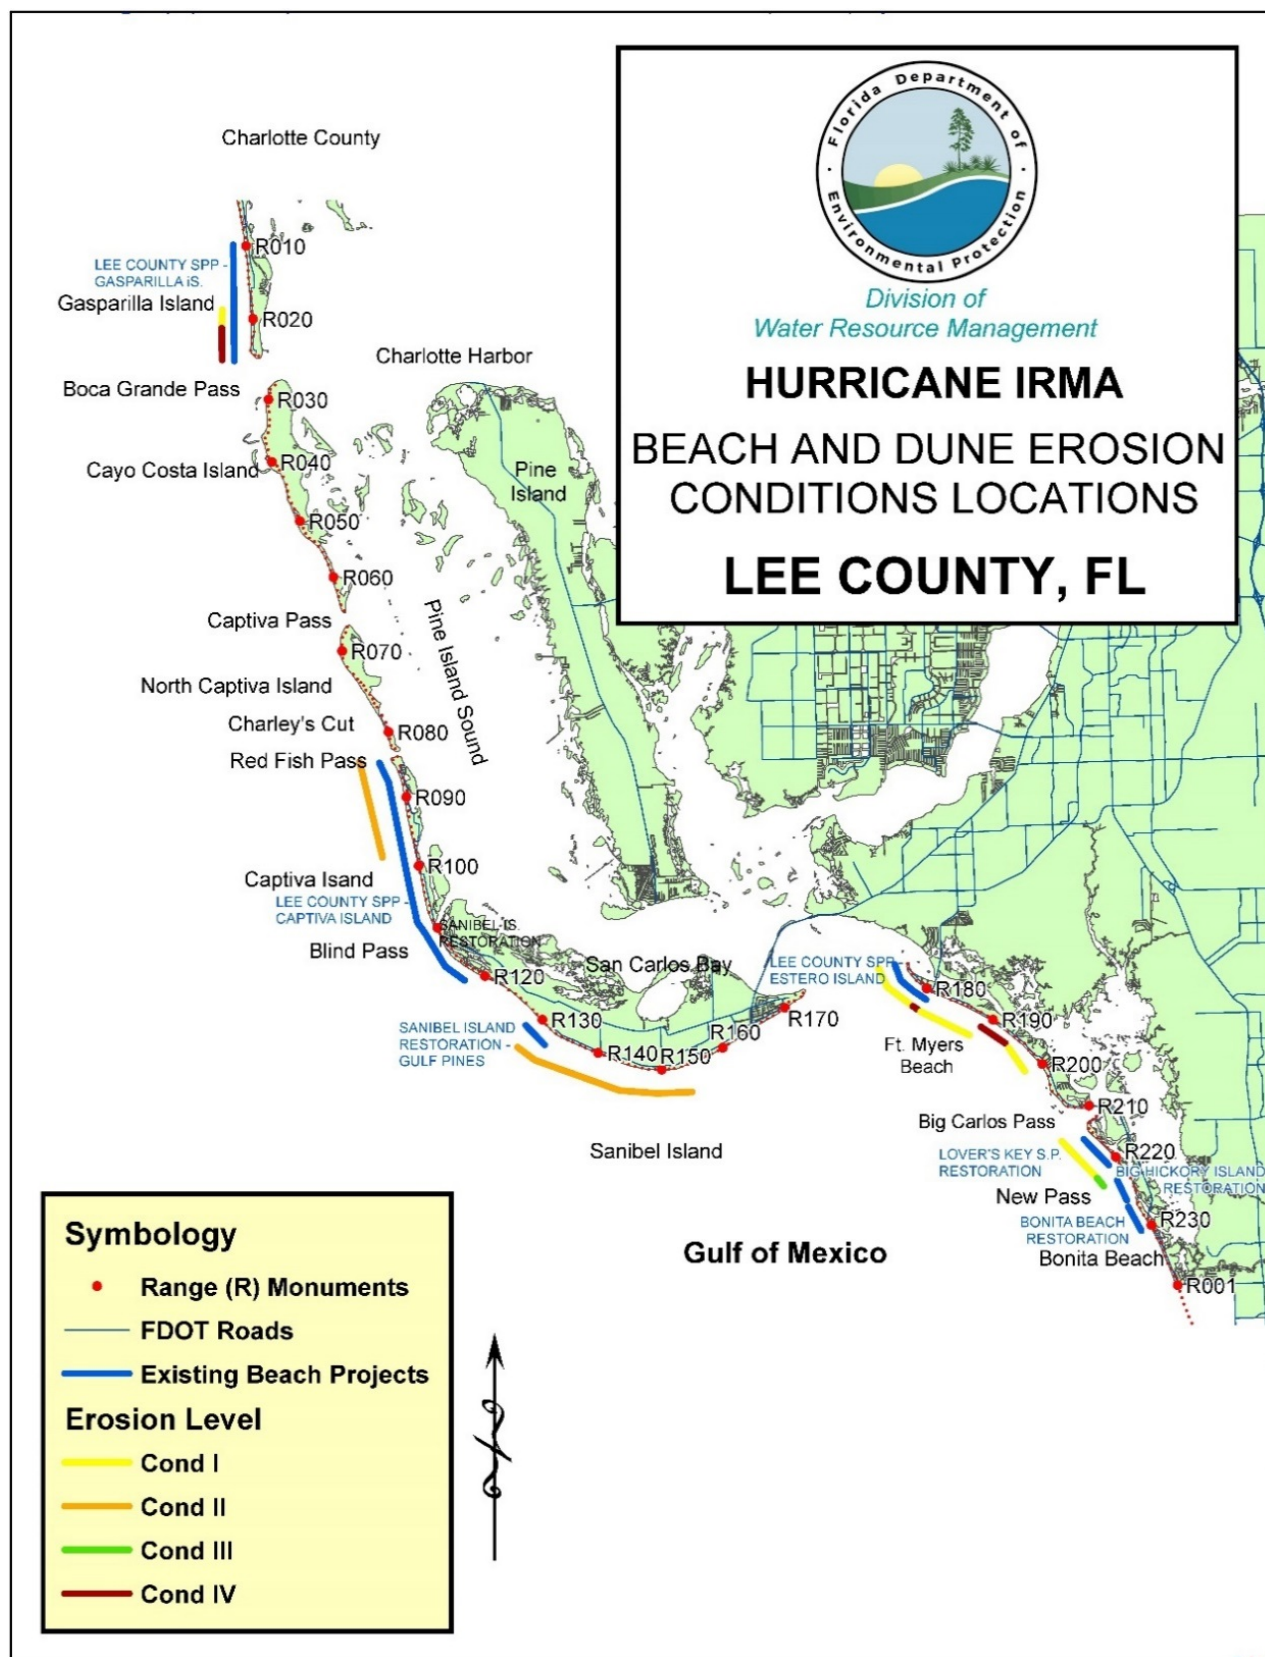 Florida Department of
Environmental Protection
Division of
Water Resource Management
HURRICANE IRMA
BEACH AND DUNE EROSION
CONDITIONS LOCATIONS
LEE COUNTY, FL
Charlotte County
R010
LEE COUNTY SPP -
GASPARILLA iS.
Gasparilla Island
R020
Charlotte Harbor
Boca Grande Pass
R030
Cayo Costa Island
R040
Pine
Island
R050
R060
Captiva Pass
Pine Island Sound
R070
North Captiva Island
Charley's Cut
R080
Red Fish Pass
R090
R100
Captiva Isand
LEE COUNTY SPP -
CAPTIVA ISLAND
SANIBEL IS.
RESTORATION
Blind Pass
R120
San Carlos Bay
LEE COUNTY SPP -
ESTERO ISLAND
R180
R130
R170
R190
SANIBEL ISLAND
RESTORATION -
GULF PINES
R140
R150
R160
Ft. Myers
Beach
R200
R210
Big Carlos Pass
Sanibel Island
LOVER'S KEY S.P.
RESTORATION
R220
BIG HICKORY ISLAND
RESTORATION
New Pass
BONITA BEACH
RESTORATION
R230
Bonita Beach
Gulf of Mexico
R001
Symbology
Range (R) Monuments
FDOT Roads
Existing Beach Projects
Erosion Level
Cond I
Cond II
Cond III
Cond IV